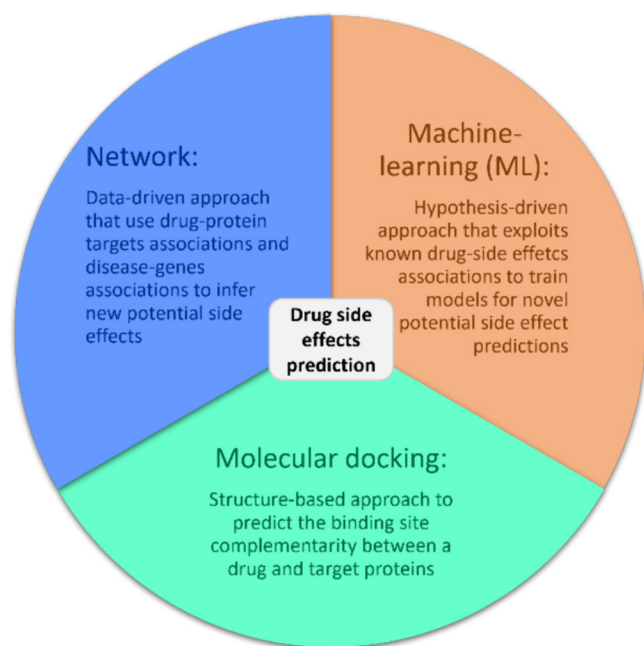 Network:
Data-driven approach
that use drug-protein
targets associations and
disease-genes
associations to infer
new potential side
effects
Machine-
learning (ML):
Hypothesis-driven
approach that exploits
known drug-side effetcs
associations to train
models for novel
potential side effect
predictions
Drug side
effects
prediction
Molecular docking:
Structure-based approach to
predict the binding site
complementarity between a
drug and target proteins